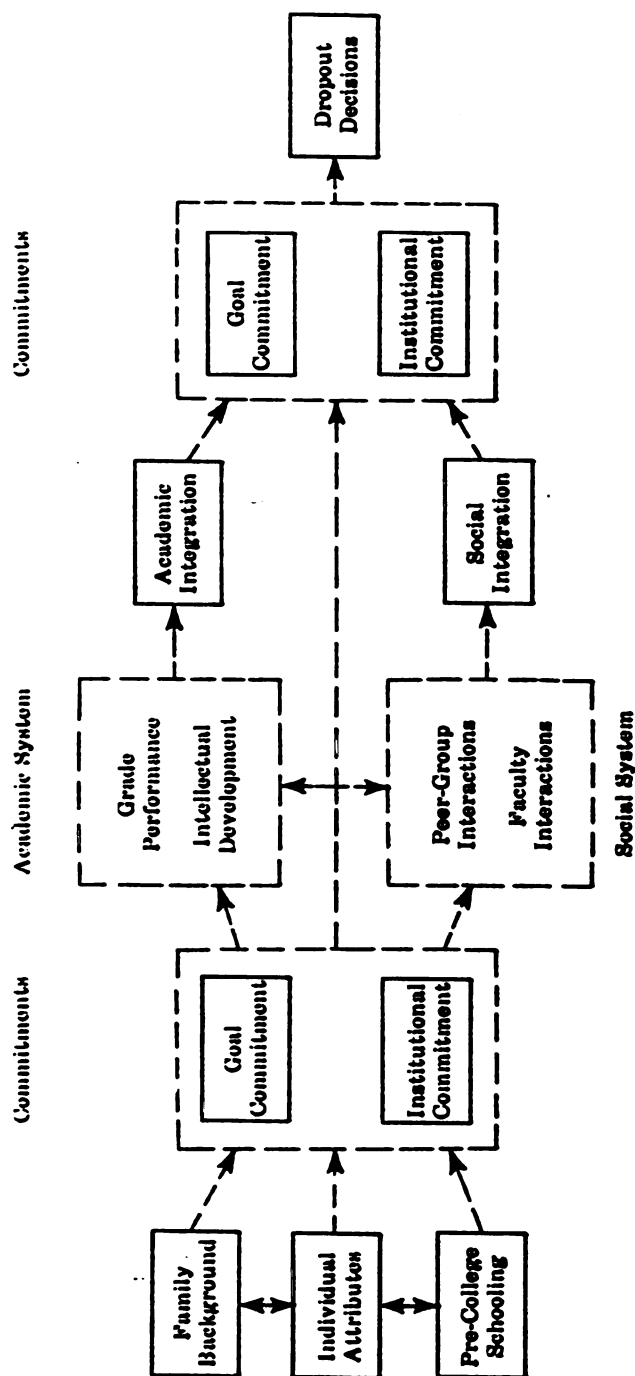 Commitments
Academic System
Commitments
Family
Background
Individual
Attributes
Pre-College
Schooling
Goal
Commitment
Institutional
Commitment
Grade
Performance
Intellectual
Development
Peer-Group
Interactions
Faculty
Interactions
Social System
Academic
Integration
Social
Integration
Goal
Commitment
Institutional
Commitment
Dropout
Decisions